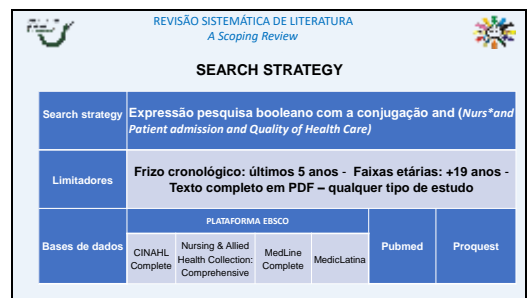 REVISÃO SISTEMÁTICA DE LITERATURA
A Scoping Review
SEARCH STRATEGY
Search strategy
Expressão pesquisa booleano com a conjugação and (Nurs*and
Patient admission and Quality of Health Care)
Limitadores
Frizo cronológico: últimos 5 anos - Faixas etárias: +19 anos -
Texto completo em PDF – qualquer tipo de estudo
Bases de dados
PLATAFORMA EBSCO
CINAHL
Complete
Nursing & Allied
Health Collection:
Comprehensive
MedLine
Complete
MedicLatina
Pubmed
Proquest